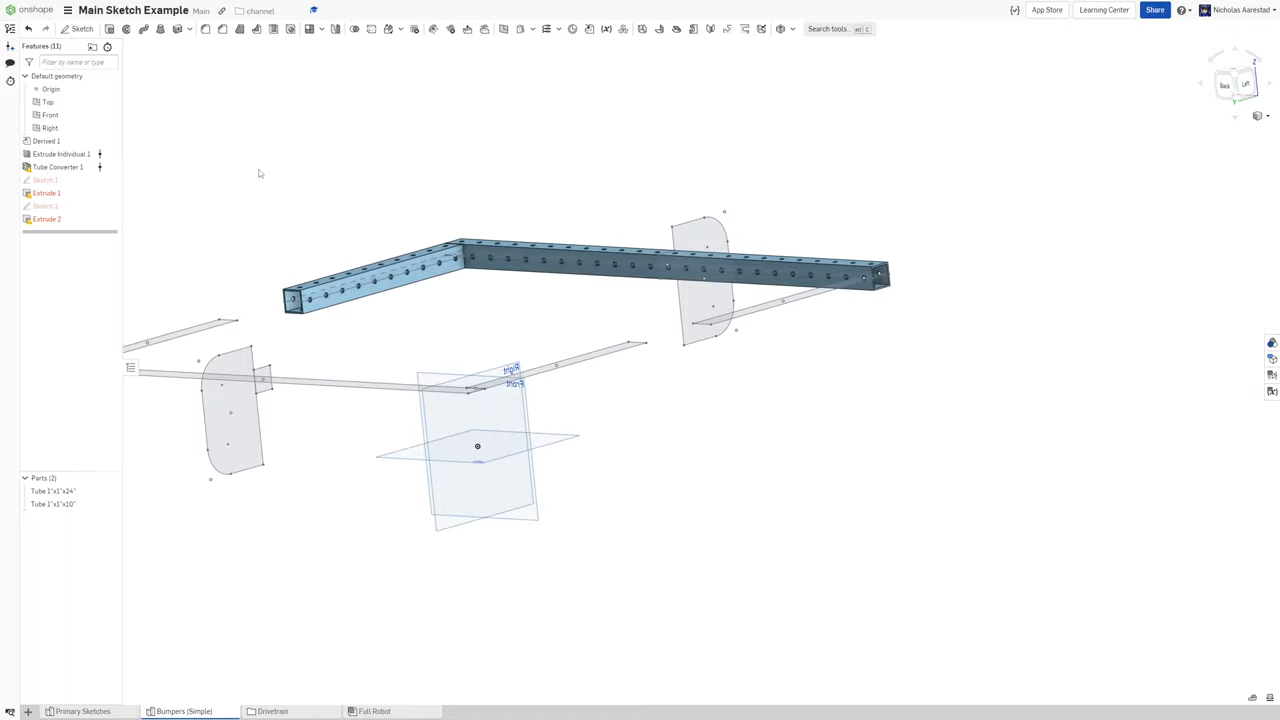 onshape
Main Sketch Example
Main
channel
App Store
Learning Center
Share
Nicholas Aarestad
Sketch
Search tools...
alt
C
Features (11)
Filter by name or type
Default geometry
Origin
Top
Front
Right
Derived 1
Extrude Individual 1
Tube Converter 1
Sketch 1
Extrude 1
Sketch 2
Extrude 2
Z
Back
Left
Y
Right
Front
Parts (2)
Tube 1"x1"x24"
Tube 1"x1"x10"
Primary Sketches
Bumpers (Simple)
Drivetrain
Full Robot